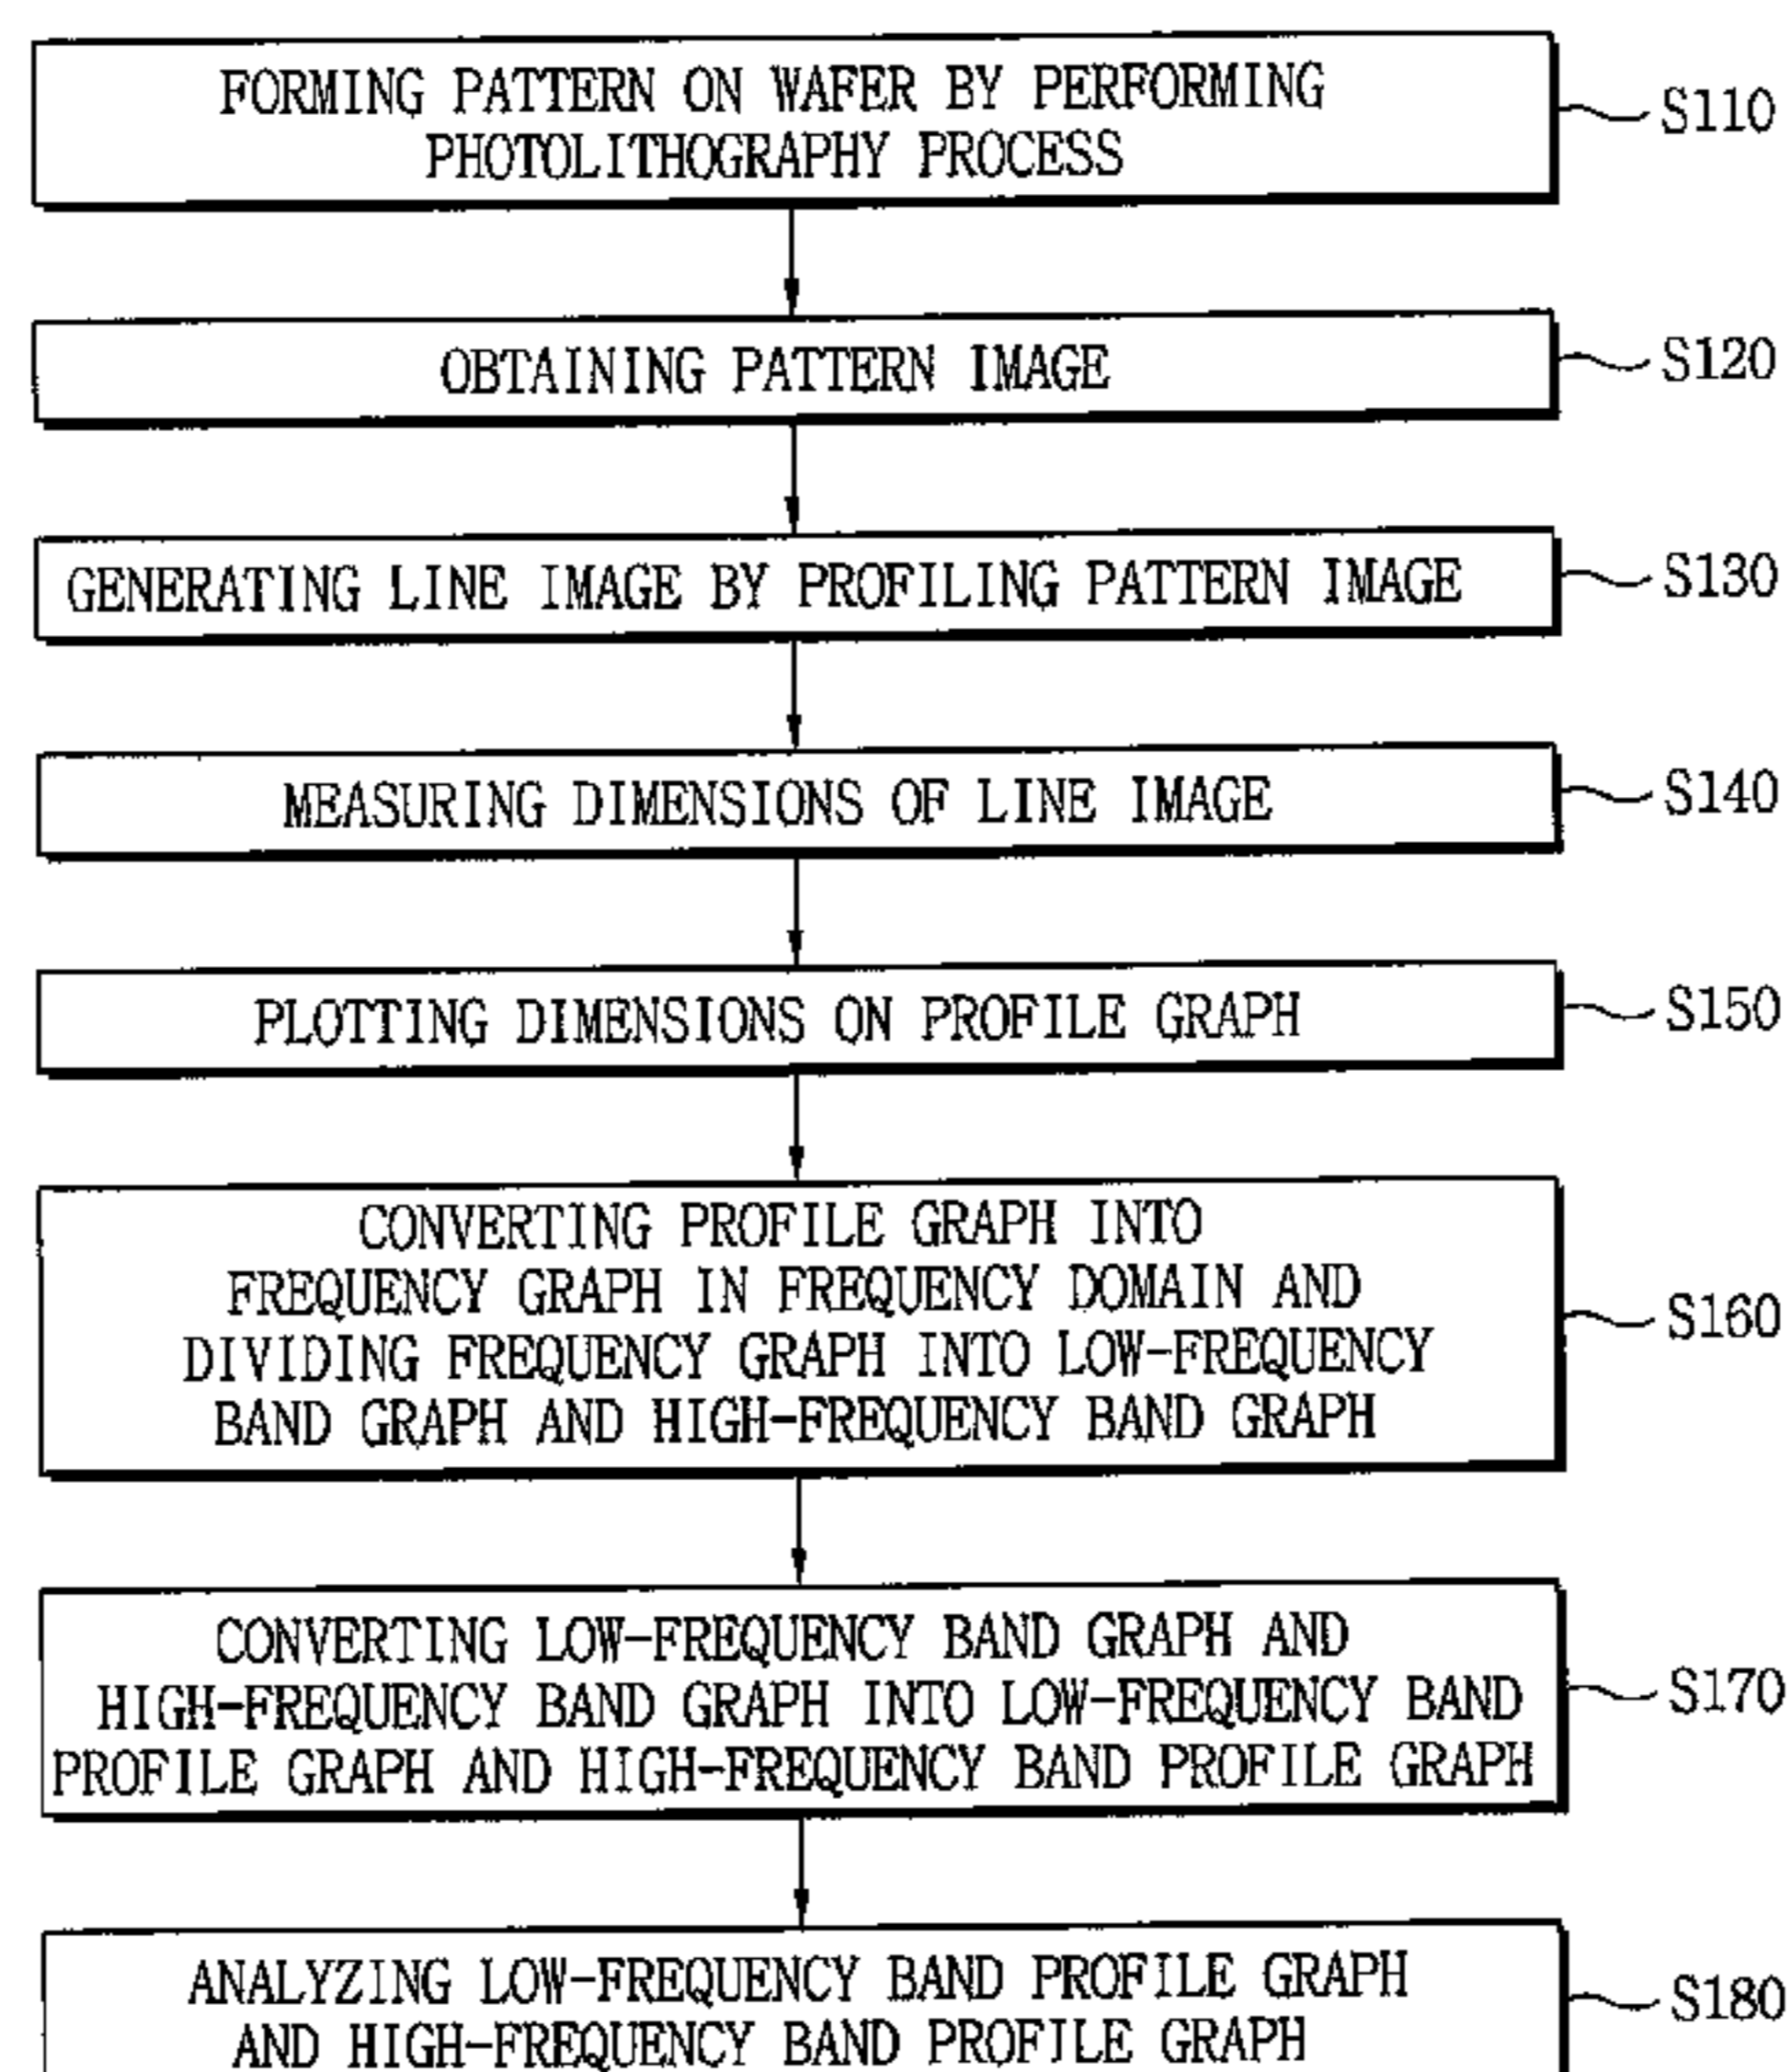 FORMING PATTERN ON WAFER BY PERFORMING
PHOTOLITHOGRAPHY PROCESS
S110
OBTAINING PATTERN IMAGE
S120
GENERATING LINE IMAGE BY PROFILING PATTERN IMAGE
S130
MEASURING DIMENSIONS OF LINE IMAGE
S140
PLOTTING DIMENSIONS ON PROFILE GRAPH
S150
CONVERTING PROFILE GRAPH INTO
FREQUENCY GRAPH IN FREQUENCY DOMAIN AND
DIVIDING FREQUENCY GRAPH INTO LOW-FREQUENCY
BAND GRAPH AND HIGH-FREQUENCY BAND GRAPH
S160
CONVERTING LOW-FREQUENCY BAND GRAPH AND
HIGH-FREQUENCY BAND GRAPH INTO LOW-FREQUENCY BAND
PROFILE GRAPH AND HIGH-FREQUENCY BAND PROFILE GRAPH
S170
ANALYZING LOW-FREQUENCY BAND PROFILE GRAPH
AND HIGH-FREQUENCY BAND PROFILE GRAPH
S180